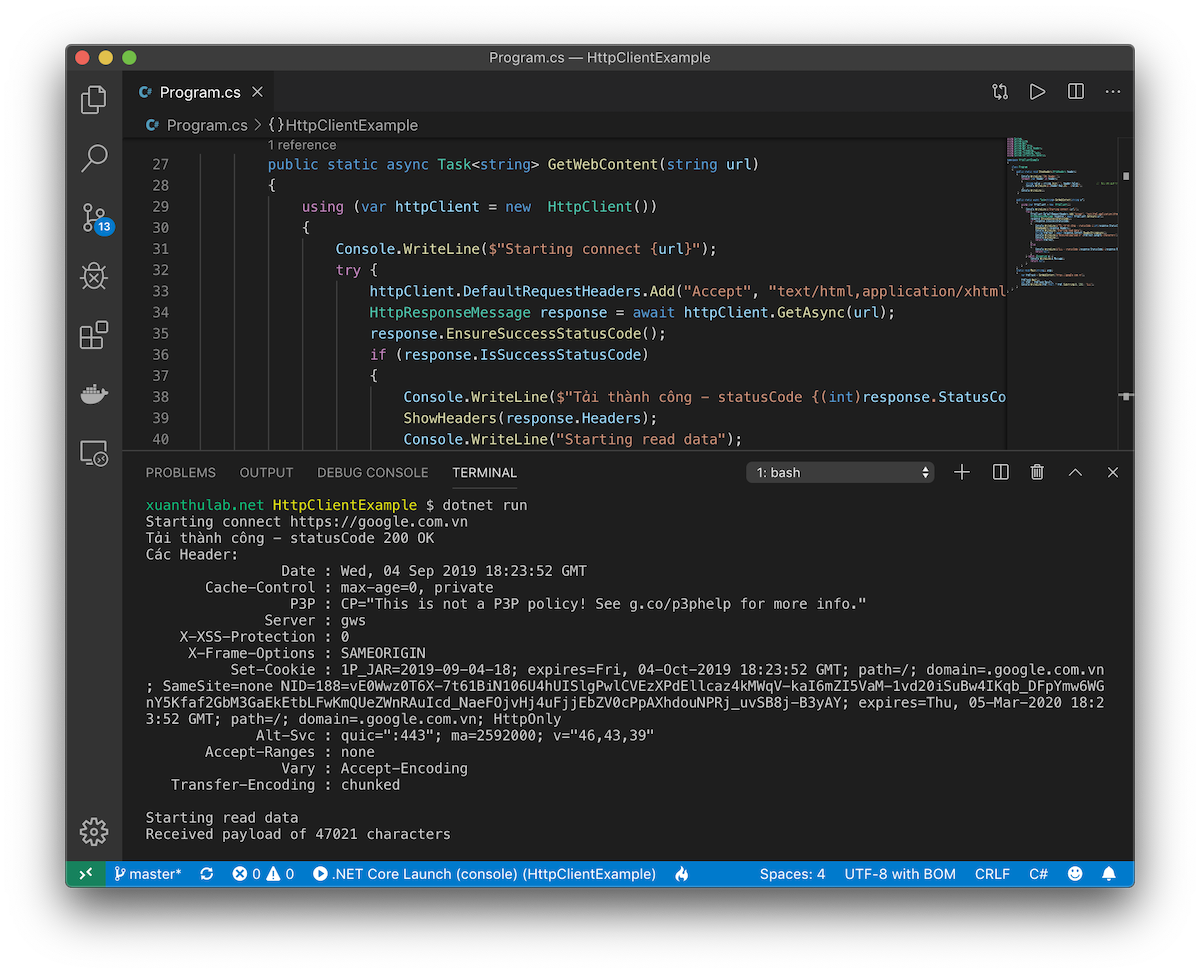 Program.cs — HttpClientExample
Program.cs
Program.cs > {} HttpClientExample
1 reference
27 public static async Task<string> GetWebContent(string url)
28 {
29 using (var httpClient = new  HttpClient())
30 {
31 Console.WriteLine($"Starting connect {url}");
32 try {
33 httpClient.DefaultRequestHeaders.Add("Accept", "text/html,application/xhtml
34 HttpResponseMessage response = await httpClient.GetAsync(url);
35 response.EnsureSuccessStatusCode();
36 if (response.IsSuccessStatusCode)
37 {
38 Console.WriteLine($"Tải thành công - statusCode {(int)response.StatusCo
39 ShowHeaders(response.Headers);
40 Console.WriteLine("Starting read data");
13
PROBLEMS OUTPUT DEBUG CONSOLE TERMINAL 1: bash
xuanthulab.net HttpClientExample $ dotnet run
Starting connect https://google.com.vn
Tải thành công - statusCode 200 OK
Các Header:
Date : Wed, 04 Sep 2019 18:23:52 GMT
Cache-Control : max-age=0, private
P3P : CP="This is not a P3P policy! See g.co/p3phelp for more info."
Server : gws
X-XSS-Protection : 0
X-Frame-Options : SAMEORIGIN
Set-Cookie : 1P_JAR=2019-09-04-18; expires=Fri, 04-Oct-2019 18:23:52 GMT; path=/; domain=.google.com.vn
; SameSite=none NID=188=vE0Wwz0T6X-7t61BiN106U4hUISlgPwlCVEzXPdEllcaz4kMWqV-kaI6mZI5VaM-1vd20iSuBw4IKqb_DFpYmw6WG
nY5Kfaf2GbM3GaEkEtbLFwKmQUeZWnRAuIcd_NaeFOjvHj4uFjjEbZV0cPpAXhdouNPRj_uvSB8j-B3yAY; expires=Thu, 05-Mar-2020 18:2
3:52 GMT; path=/; domain=.google.com.vn; HttpOnly
Alt-Svc : quic=":443"; ma=2592000; v="46,43,39"
Accept-Ranges : none
Vary : Accept-Encoding
Transfer-Encoding : chunked
Starting read data
Received payload of 47021 characters
master* 0 0 .NET Core Launch (console) (HttpClientExample) Spaces: 4 UTF-8 with BOM CRLF C#